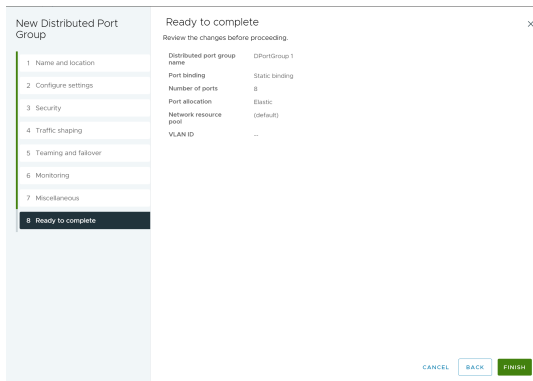 New Distributed Port
Group
1 Name and location
2 Configure settings
3 Security
4 Traffic shaping
5 Teaming and failover
6 Monitoring
7 Miscellaneous
8 Ready to complete
Ready to complete
Review the changes before proceeding.
Distributed port group
name
DPortGroup 1
Port binding
Static binding
Number of ports
8
Port allocation
Elastic
Network resource
pool
(default)
VLAN ID
--
CANCEL
BACK
FINISH